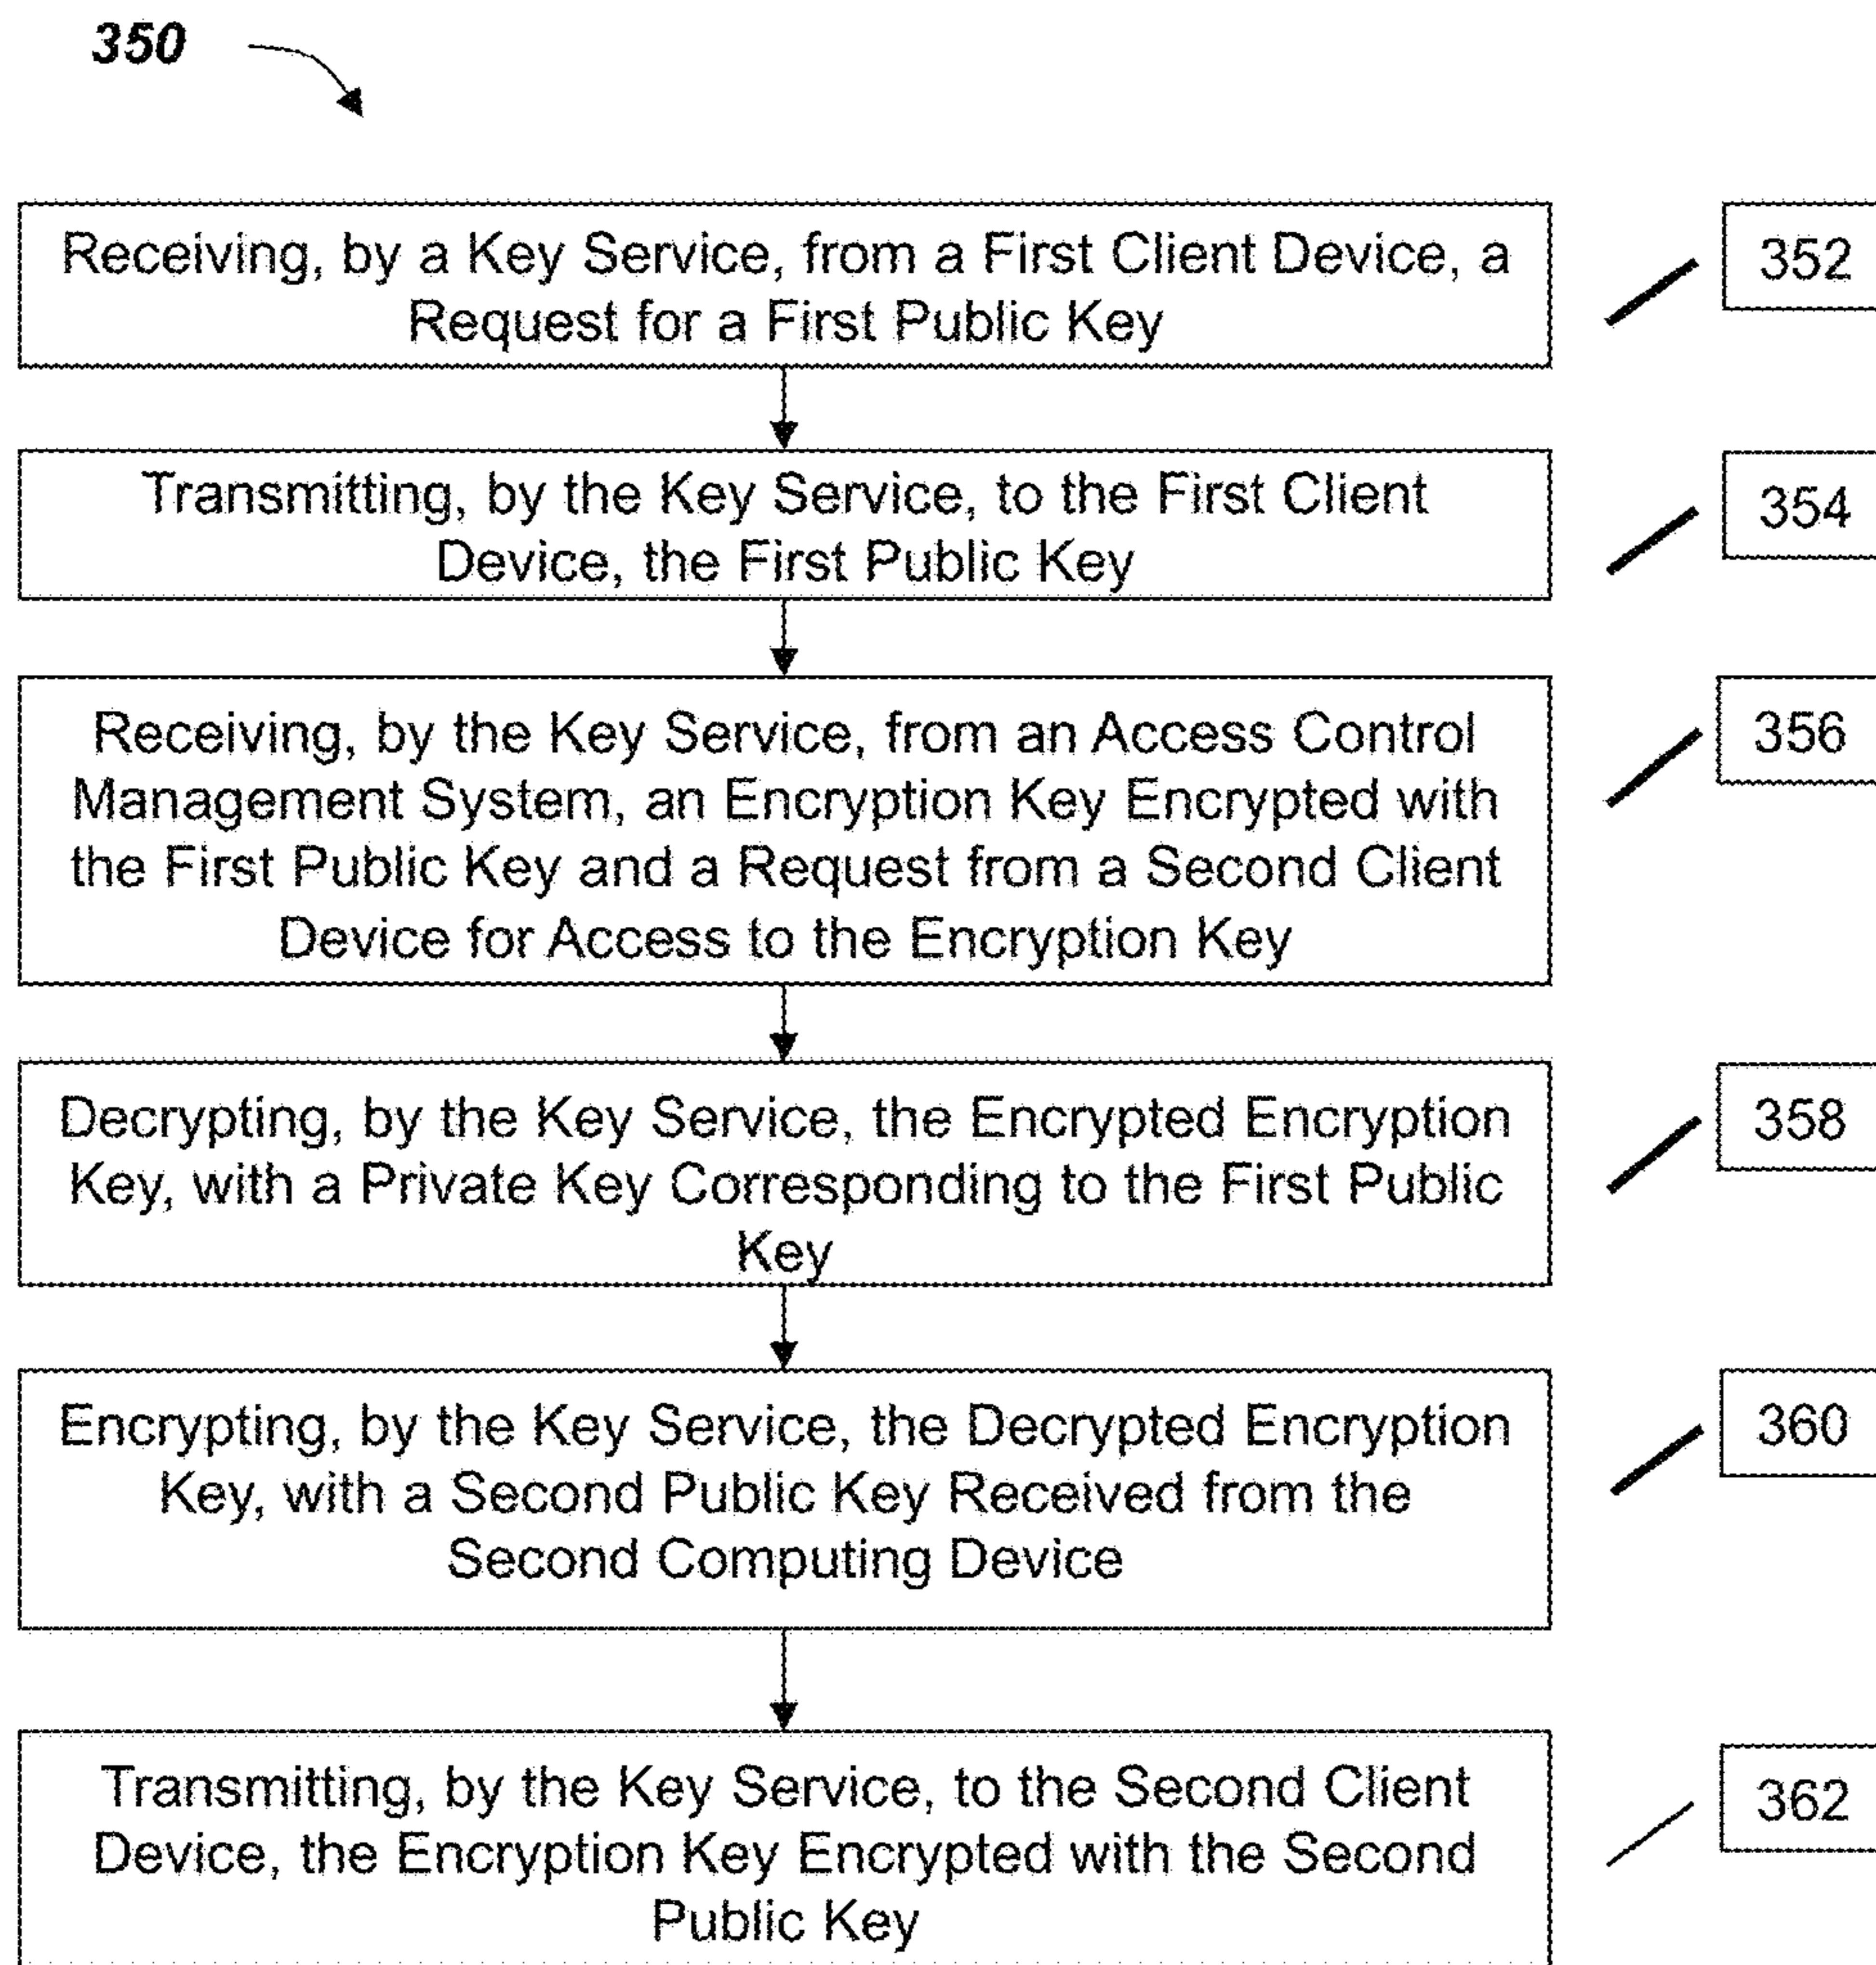 350
Receiving, by a Key Service, from a First Client Device, a
Request for a First Public Key
352
Transmitting, by the Key Service, to the First Client
Device, the First Public Key
354
Receiving, by the Key Service, from an Access Control
Management System, an Encryption Key Encrypted with
the First Public Key and a Request from a Second Client
Device for Access to the Encryption Key
356
Decrypting, by the Key Service, the Encrypted Encryption
Key, with a Private Key Corresponding to the First Public
Key
358
Encrypting, by the Key Service, the Decrypted Encryption
Key, with a Second Public Key Received from the
Second Computing Device
360
Transmitting, by the Key Service, to the Second Client
Device, the Encryption Key Encrypted with the Second
Public Key
362